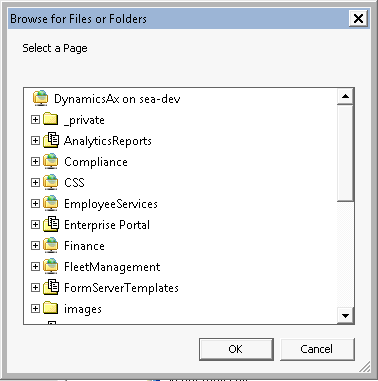 Browse for Files or Folders
Select a Page
DynamicsAx on sea-dev
_private
AnalyticsReports
Compliance
CSS
EmployeeServices
Enterprise Portal
Finance
FleetManagement
FormServerTemplates
images
OK
Cancel